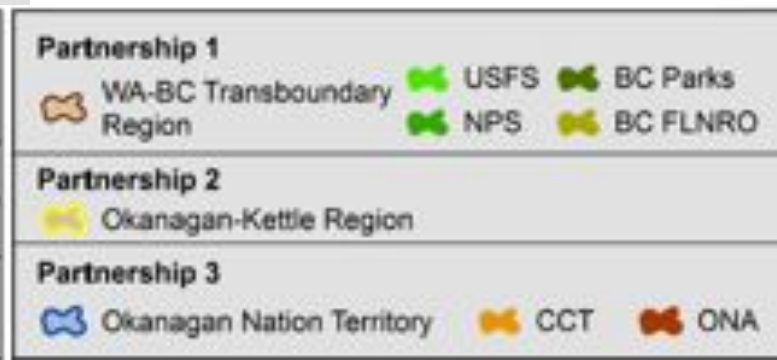 Partnership 1
WA-BC Transboundary Region
USFS BC Parks
NPS BC FLNRO
Partnership 2
Okanagan-Kettle Region
Partnership 3
Okanagan Nation Territory CCT ONA